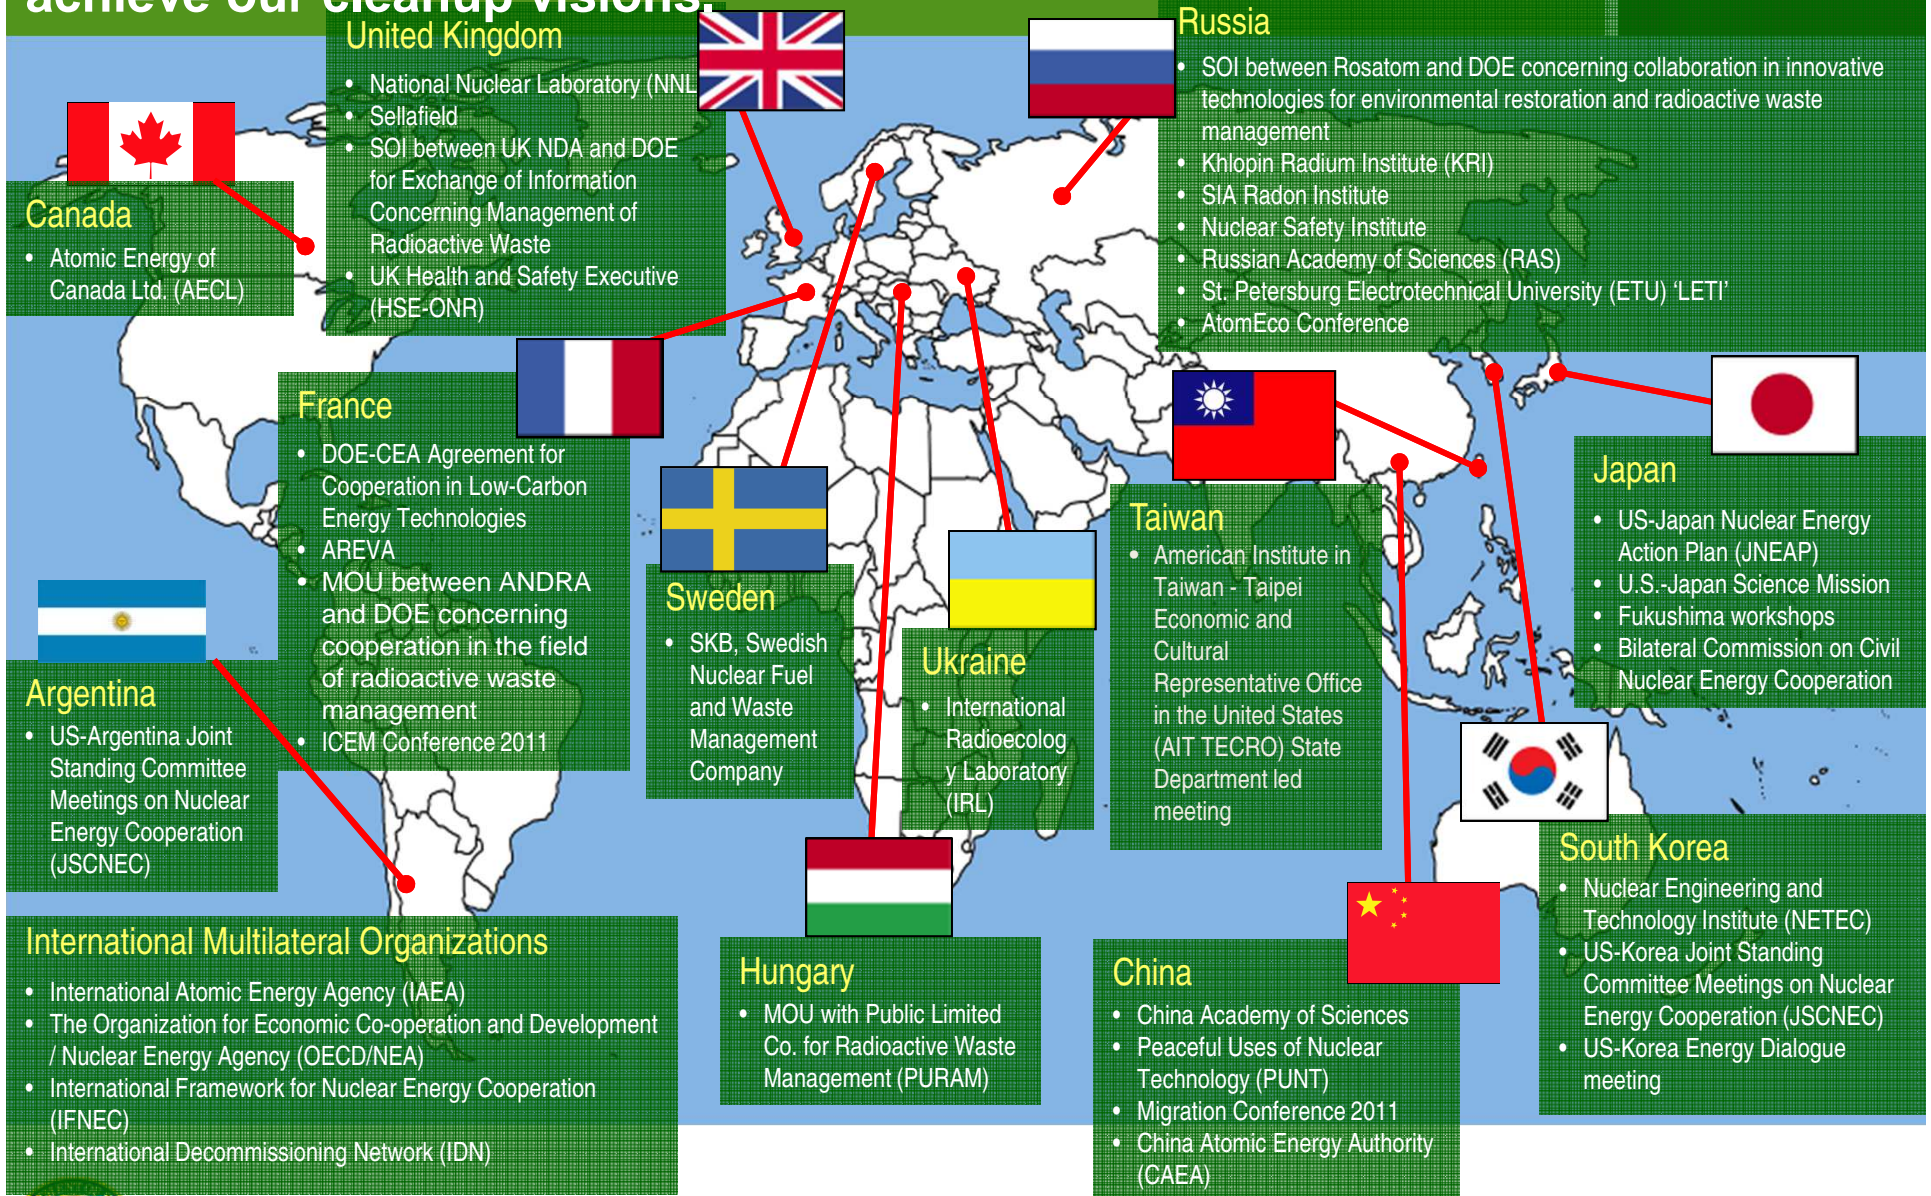 achieve our cleanup visions.
United Kingdom
• National Nuclear Laboratory (NNL
• Sellafield
• SOI between UK NDA and DOE
for Exchange of Information
Concerning Management of
Radioactive Waste
• UK Health and Safety Executive
(HSE-ONR)
Russia
• SOI between Rosatom and DOE concerning collaboration in innovative
technologies for environmental restoration and radioactive waste
management
• Khlopin Radium Institute (KRI)
• SIA Radon Institute
• Nuclear Safety Institute
• Russian Academy of Sciences (RAS)
• St. Petersburg Electrotechnical University (ETU) ‘LETI’
• AtomEco Conference
Canada
• Atomic Energy of
Canada Ltd. (AECL)
France
• DOE-CEA Agreement for
Cooperation in Low-Carbon
Energy Technologies
• AREVA
• MOU between ANDRA
and DOE concerning
cooperation in the field
of radioactive waste
management
• ICEM Conference 2011
Sweden
• SKB, Swedish
Nuclear Fuel
and Waste
Management
Company
Ukraine
• International
Radioecolog
y Laboratory
(IRL)
Taiwan
• American Institute in
Taiwan - Taipei
Economic and
Cultural
Representative Office
in the United States
(AIT TECRO) State
Department led
meeting
Japan
• US-Japan Nuclear Energy
Action Plan (JNEAP)
• U.S.-Japan Science Mission
• Fukushima workshops
• Bilateral Commission on Civil
Nuclear Energy Cooperation
Argentina
• US-Argentina Joint
Standing Committee
Meetings on Nuclear
Energy Cooperation
(JSCNEC)
International Multilateral Organizations
• International Atomic Energy Agency (IAEA)
• The Organization for Economic Co-operation and Development
/ Nuclear Energy Agency (OECD/NEA)
• International Framework for Nuclear Energy Cooperation
(IFNEC)
• International Decommissioning Network (IDN)
Hungary
• MOU with Public Limited
Co. for Radioactive Waste
Management (PURAM)
China
• China Academy of Sciences
• Peaceful Uses of Nuclear
Technology (PUNT)
• Migration Conference 2011
• China Atomic Energy Authority
(CAEA)
South Korea
• Nuclear Engineering and
Technology Institute (NETEC)
• US-Korea Joint Standing
Committee Meetings on Nuclear
Energy Cooperation (JSCNEC)
• US-Korea Energy Dialogue
meeting